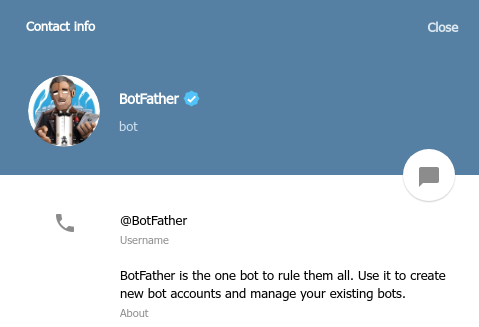 Contact info
Close
BotFather
bot
@BotFather
Username
BotFather is the one bot to rule them all. Use it to create
new bot accounts and manage your existing bots.
About